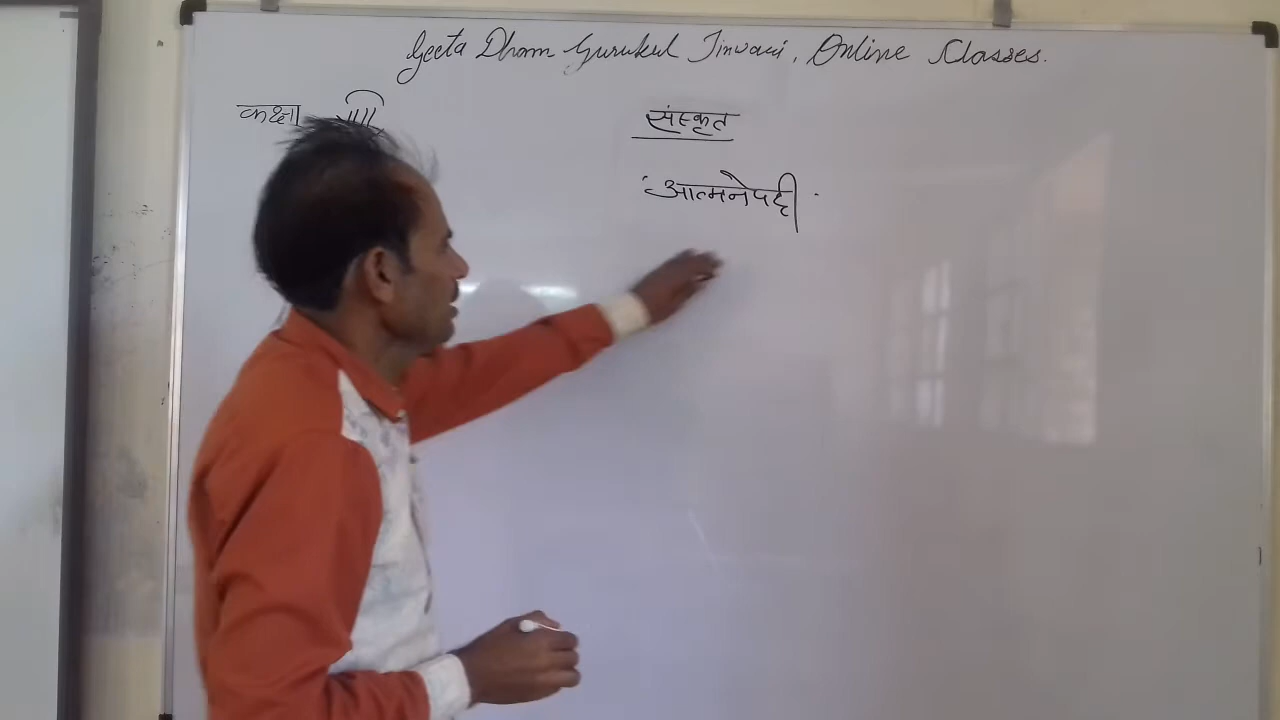 Geeta Dham Gurukul Jinwani, Online Classes.
कक्षा
संस्कृत
आत्मनेपदी